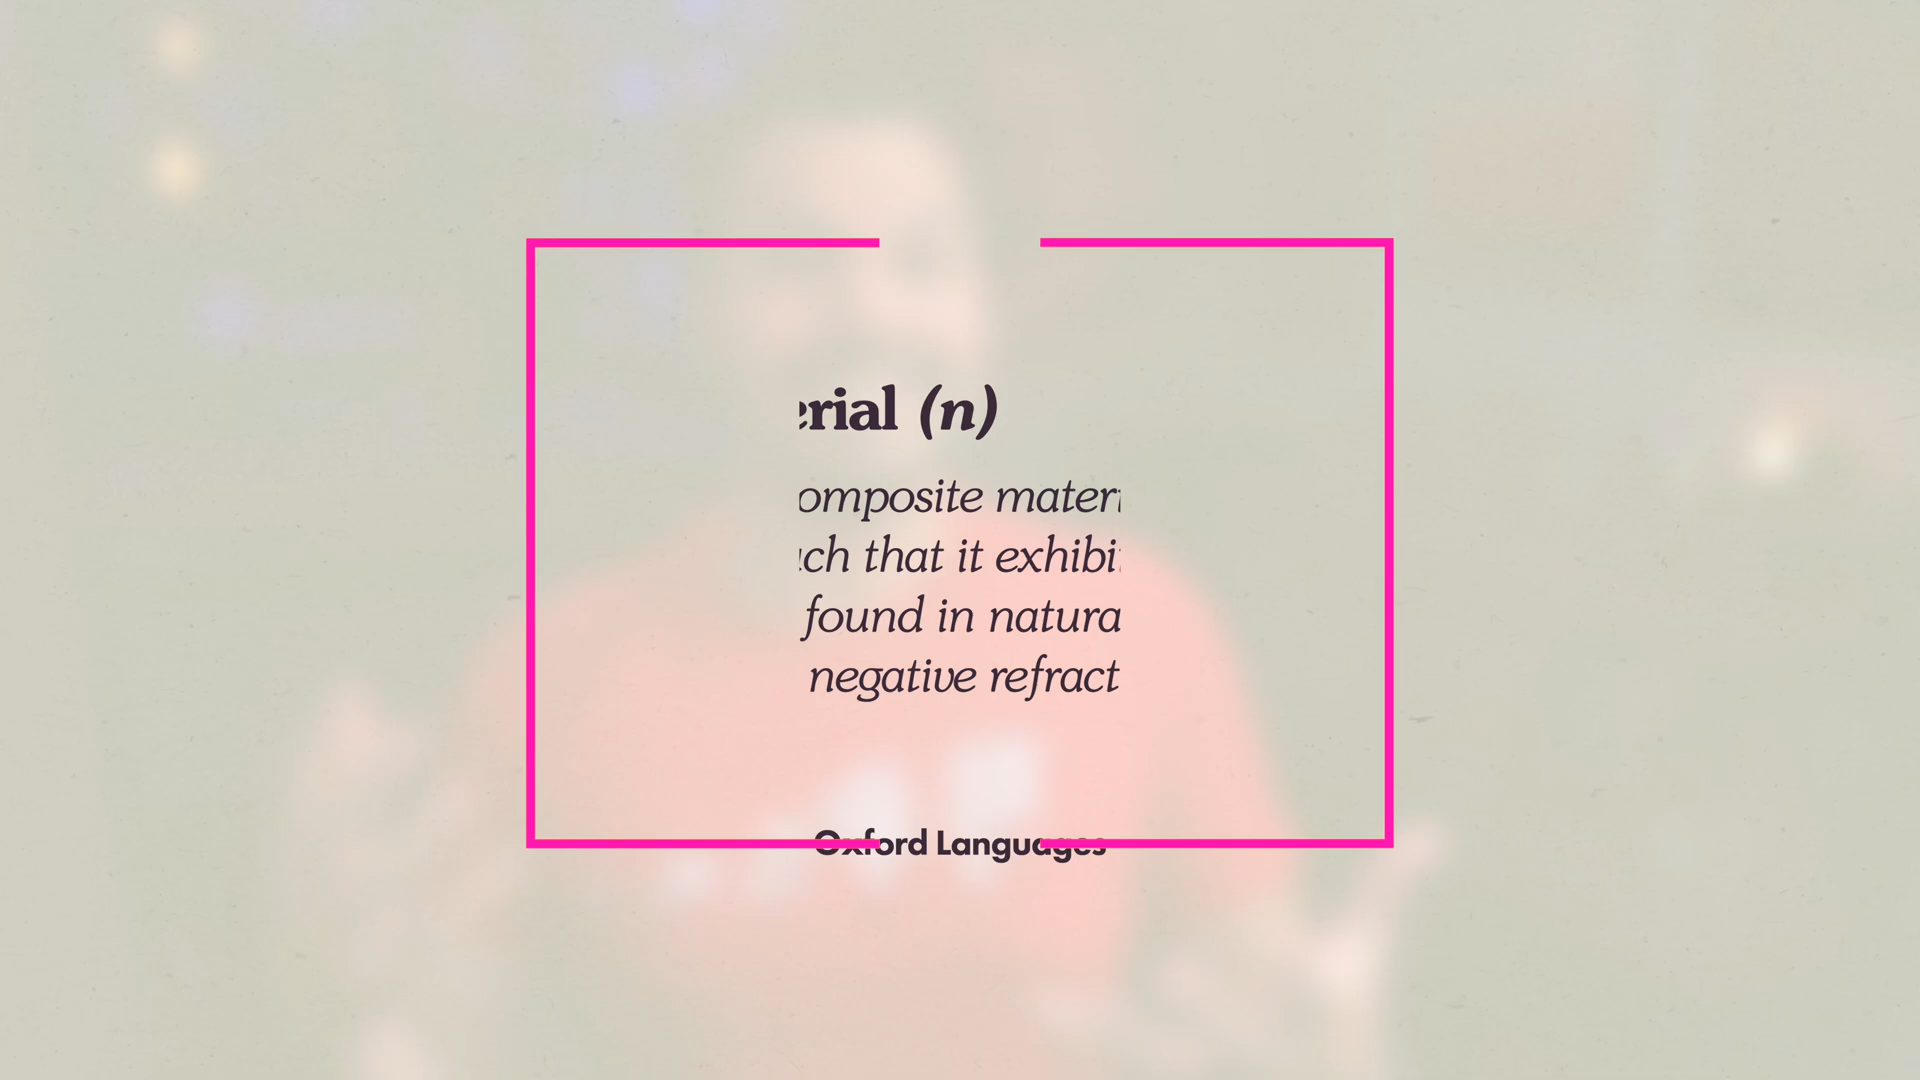 erial (n)
omposite mater
ch that it exhibi
found in natura
negative refract
Oxford Languages